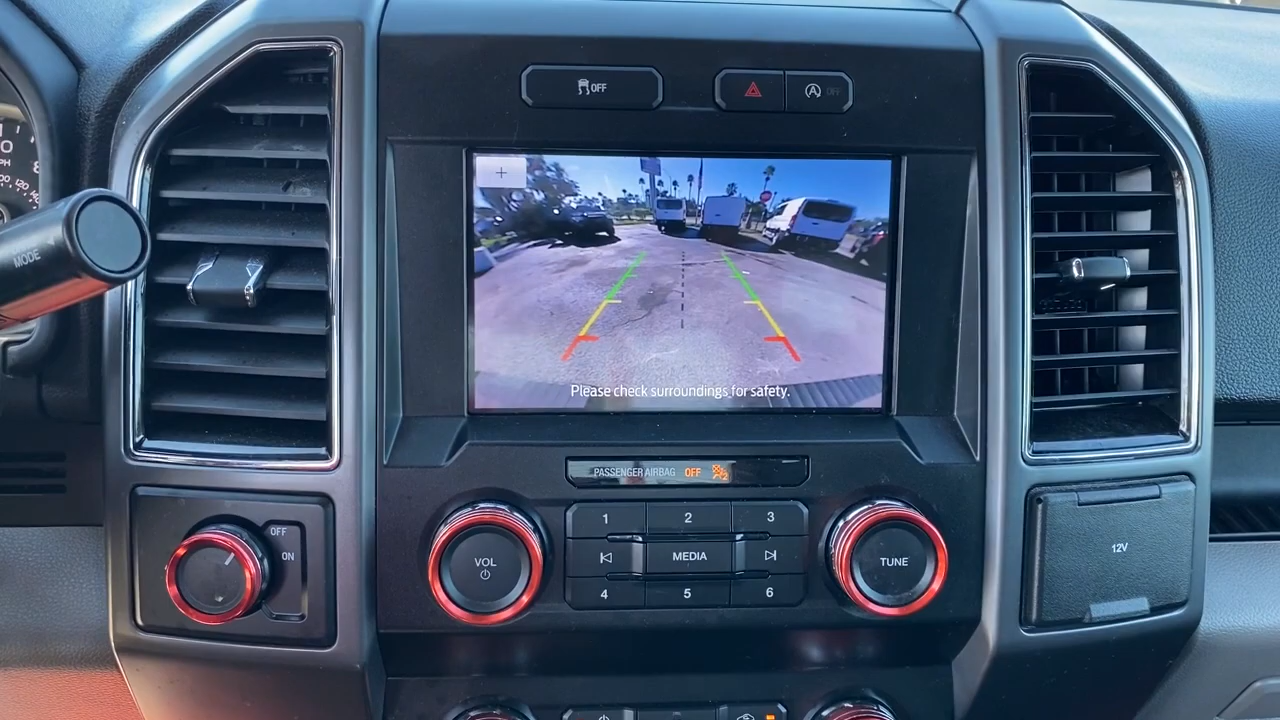 OFF
OFF
MODE
+
Please check surroundings for safety.
PASSENGER AIRBAG OFF
OFF
ON
VOL
1 2 3
MEDIA
4 5 6
TUNE
12V